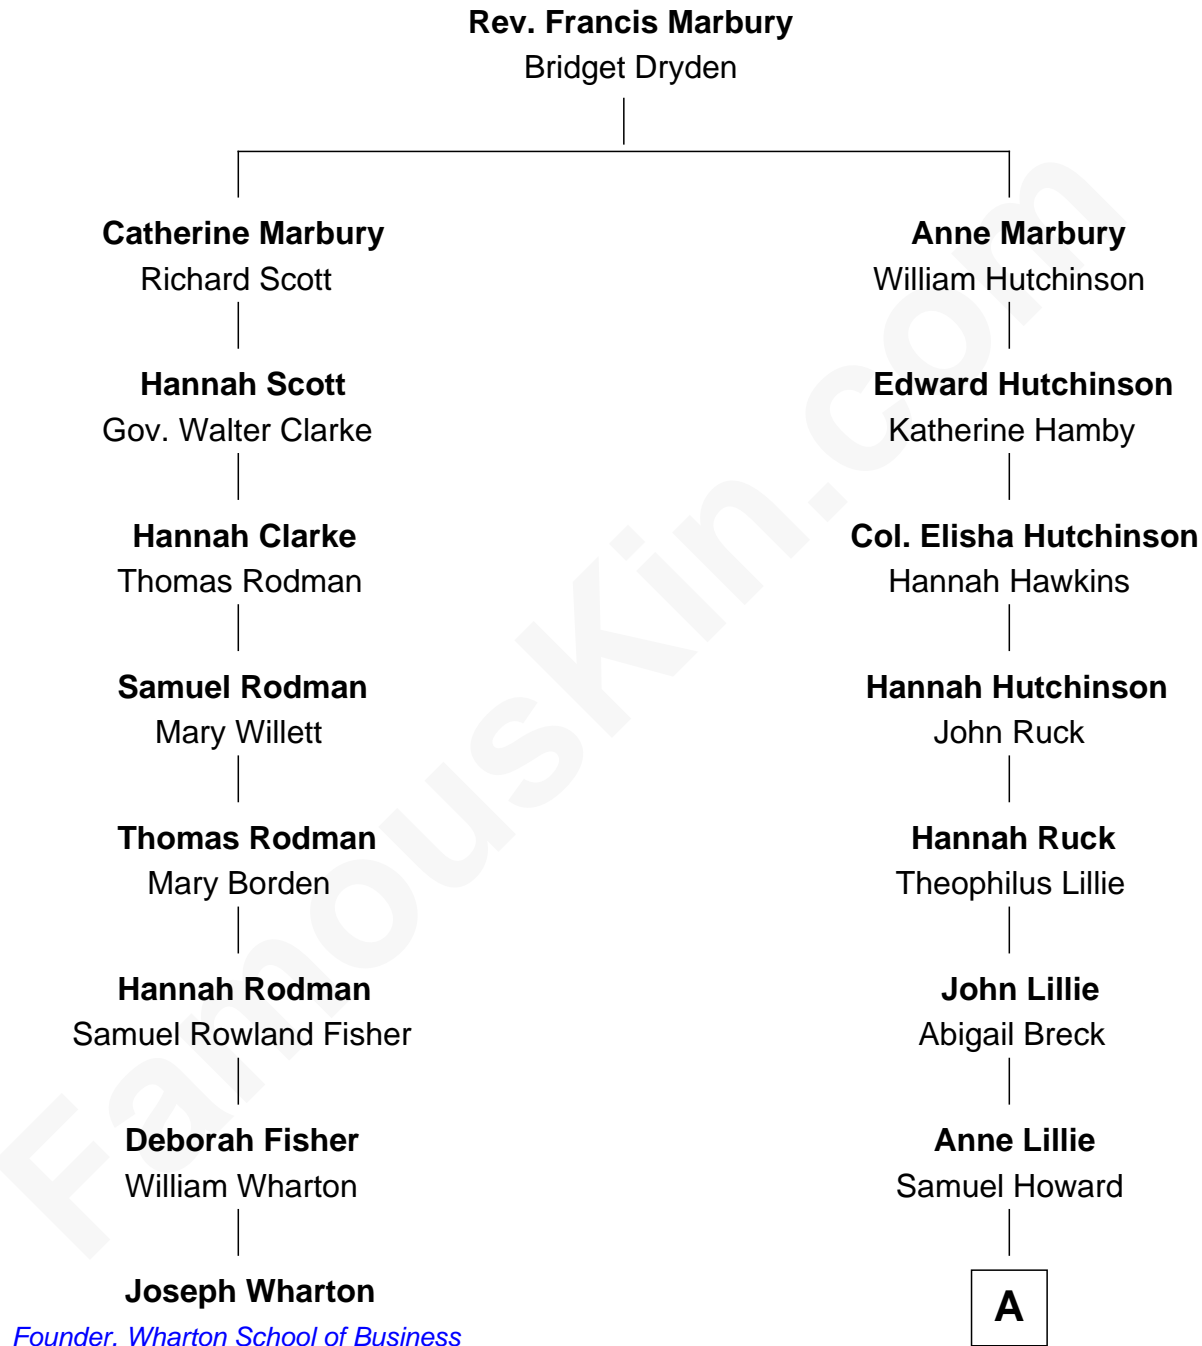 Rev. Francis Marbury
Bridget Dryden
Catherine Marbury
Richard Scott
Anne Marbury
William Hutchinson
Hannah Scott
Gov. Walter Clarke
Edward Hutchinson
Katherine Hamby
Hannah Clarke
Thomas Rodman
Col. Elisha Hutchinson
Hannah Hawkins
Samuel Rodman
Mary Willett
Hannah Hutchinson
John Ruck
Thomas Rodman
Mary Borden
Hannah Ruck
Theophilus Lillie
Hannah Rodman
Samuel Rowland Fisher
John Lillie
Abigail Breck
Deborah Fisher
William Wharton
Anne Lillie
Samuel Howard
Joseph Wharton
Founder, Wharton School of Business
A
FamousKin.com